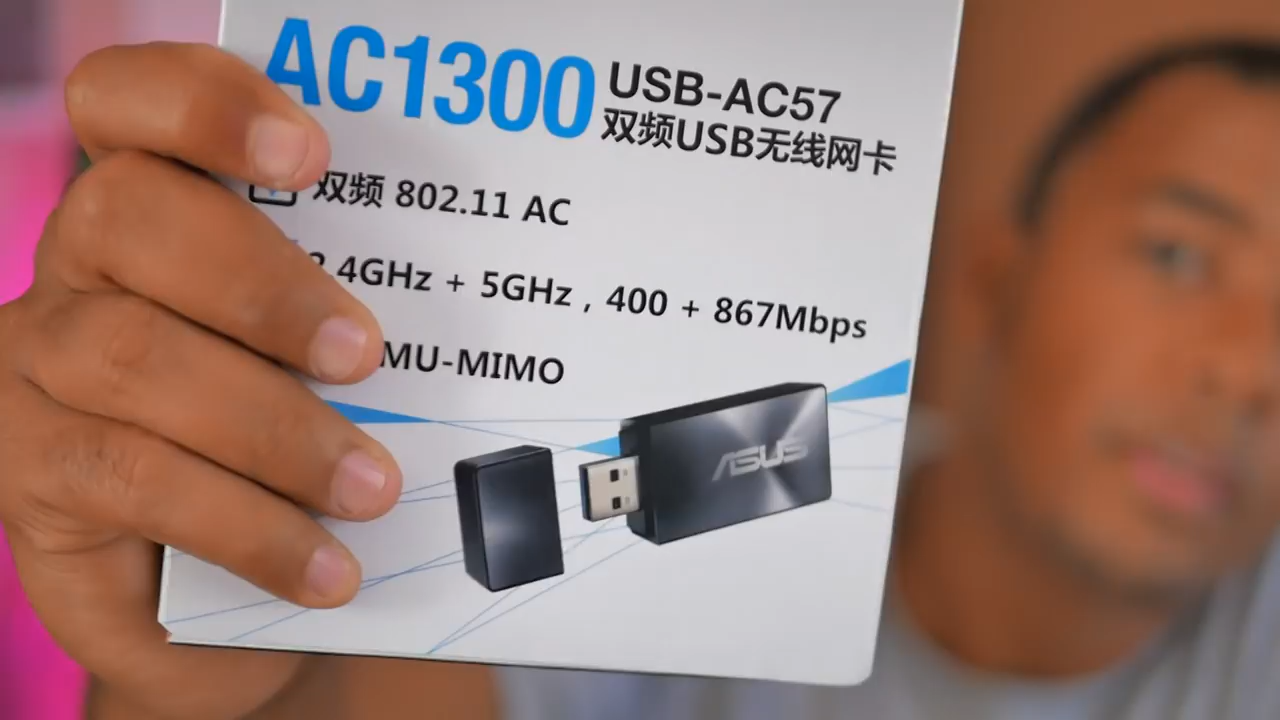 AC1300
USB-AC57
双频USB无线网卡
双频 802.11 AC
2.4GHz + 5GHz , 400 + 867Mbps
MU-MIMO
ASUS